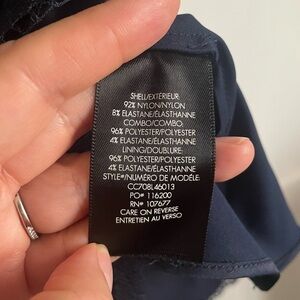 SHELL/EXTÉRIEUR:
92% NYLON/NYLON
8% ELASTANE/ÉLASTHANNE
COMBO/COMBO:
96% POLYESTER/POLYESTER
4% ELASTANE/ÉLASTHANNE
LINING/DOUBLURE:
96% POLYESTER/POLYESTER
4% ELASTANE/ÉLASTHANNE
STYLE#/NUMÉRO DE MODÈLE:
CC708L46013
PO# 116200
RN# 107677
CARE ON REVERSE
ENTRETIEN AU VERSO